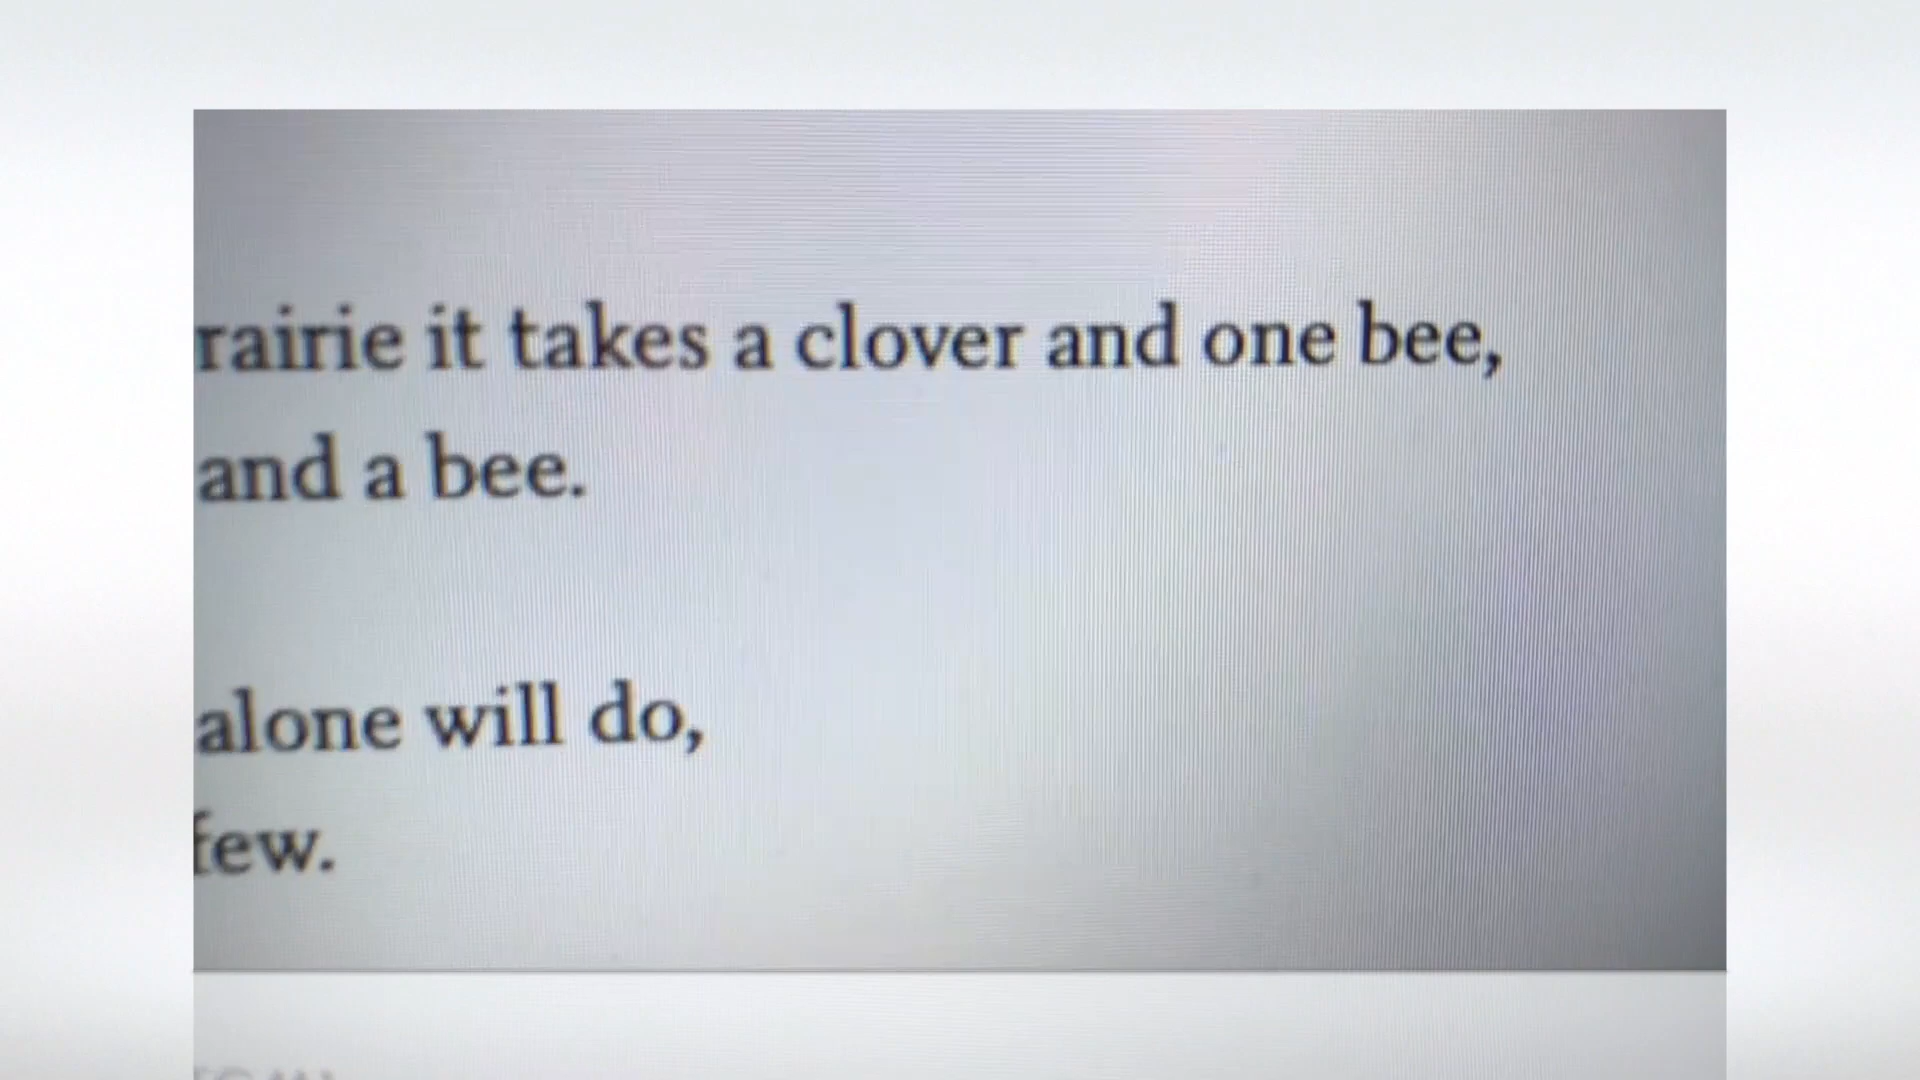 rairie it takes a clover and one bee,
and a bee.
alone will do,
few.